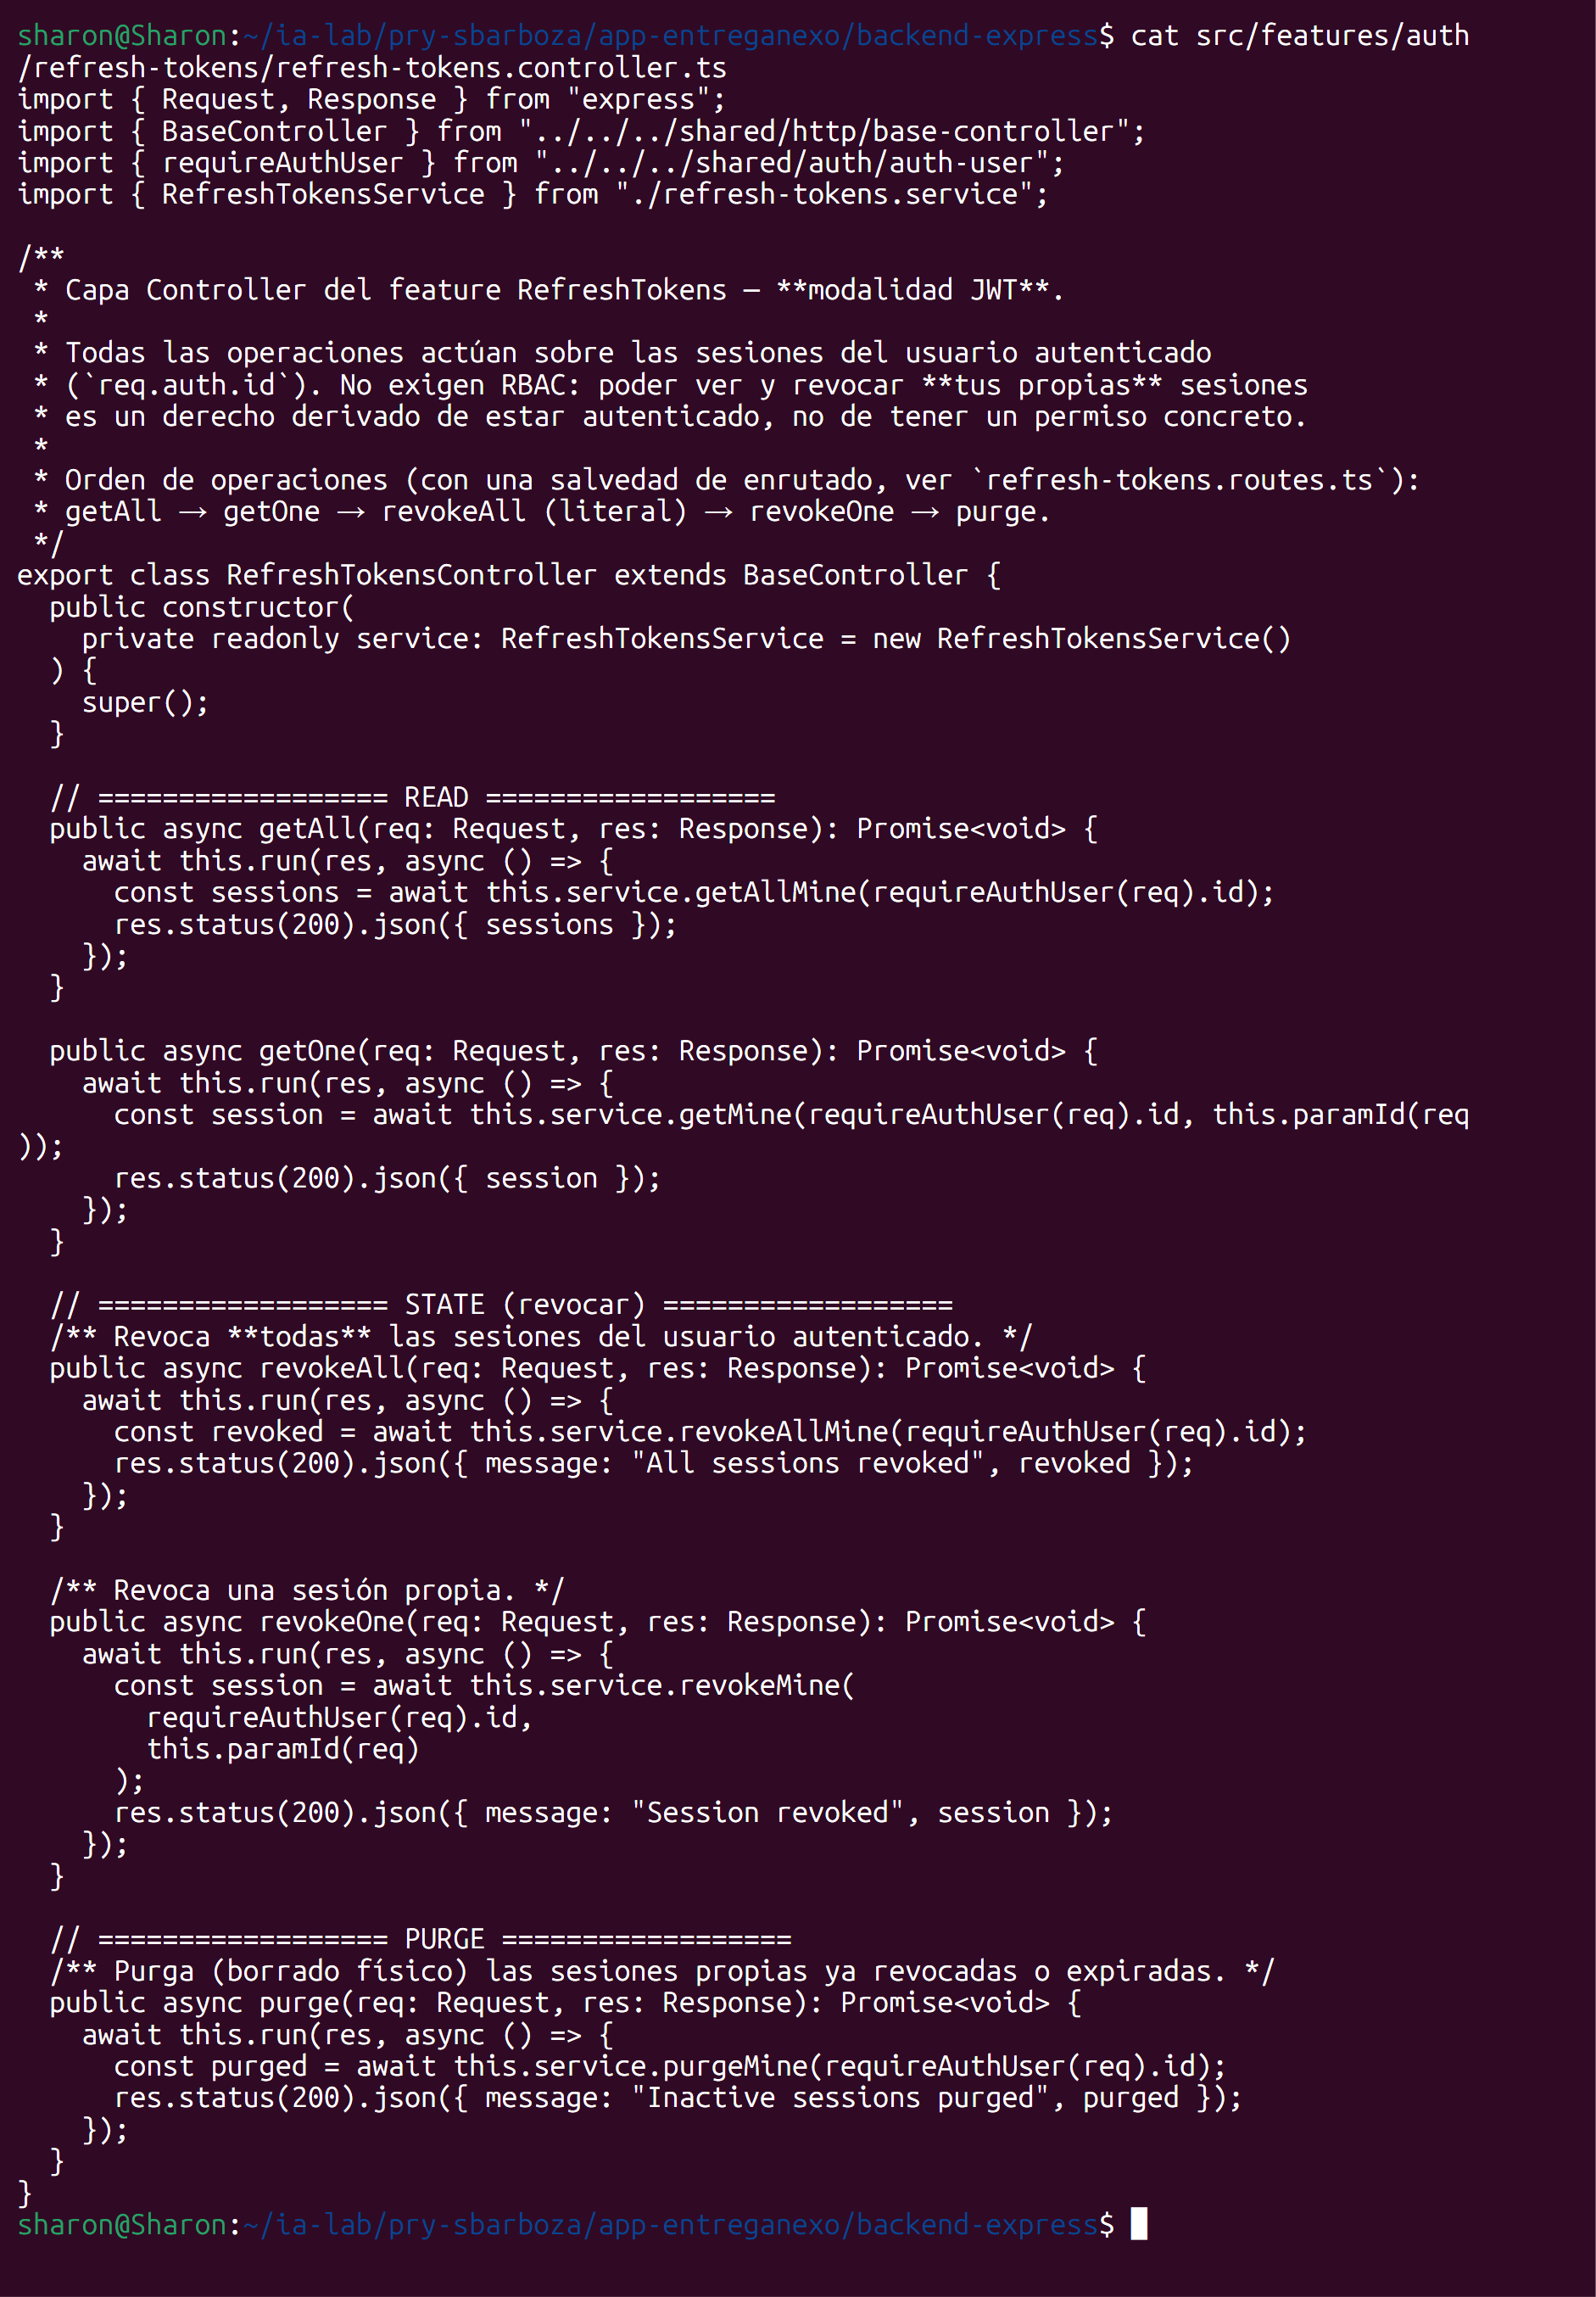 sharon@Sharon:~/ia-lab/pry-sbarboza/app-entreganexo/backend-express$ cat src/features/auth
/refresh-tokens/refresh-tokens.controller.ts
import { Request, Response } from "express";
import { BaseController } from "../../../shared/http/base-controller";
import { requireAuthUser } from "../../../shared/auth/auth-user";
import { RefreshTokensService } from "./refresh-tokens.service";

/**
 * Capa Controller del feature RefreshTokens — **modalidad JWT**.
 *
 * Todas las operaciones actúan sobre las sesiones del usuario autenticado
 * (`req.auth.id`). No exigen RBAC: poder ver y revocar **tus propias** sesiones
 * es un derecho derivado de estar autenticado, no de tener un permiso concreto.
 *
 * Orden de operaciones (con una salvedad de enrutado, ver `refresh-tokens.routes.ts`):
 * getAll → getOne → revokeAll (literal) → revokeOne → purge.
 */
export class RefreshTokensController extends BaseController {
  public constructor(
    private readonly service: RefreshTokensService = new RefreshTokensService()
  ) {
    super();
  }

  // ================== READ ==================
  public async getAll(req: Request, res: Response): Promise<void> {
    await this.run(res, async () => {
      const sessions = await this.service.getAllMine(requireAuthUser(req).id);
      res.status(200).json({ sessions });
    });
  }

  public async getOne(req: Request, res: Response): Promise<void> {
    await this.run(res, async () => {
      const session = await this.service.getMine(requireAuthUser(req).id, this.paramId(req
));
      res.status(200).json({ session });
    });
  }

  // ================== STATE (revocar) ==================
  /** Revoca **todas** las sesiones del usuario autenticado. */
  public async revokeAll(req: Request, res: Response): Promise<void> {
    await this.run(res, async () => {
      const revoked = await this.service.revokeAllMine(requireAuthUser(req).id);
      res.status(200).json({ message: "All sessions revoked", revoked });
    });
  }

  /** Revoca una sesión propia. */
  public async revokeOne(req: Request, res: Response): Promise<void> {
    await this.run(res, async () => {
      const session = await this.service.revokeMine(
        requireAuthUser(req).id,
        this.paramId(req)
      );
      res.status(200).json({ message: "Session revoked", session });
    });
  }

  // ================== PURGE ==================
  /** Purga (borrado físico) las sesiones propias ya revocadas o expiradas. */
  public async purge(req: Request, res: Response): Promise<void> {
    await this.run(res, async () => {
      const purged = await this.service.purgeMine(requireAuthUser(req).id);
      res.status(200).json({ message: "Inactive sessions purged", purged });
    });
  }
}
sharon@Sharon:~/ia-lab/pry-sbarboza/app-entreganexo/backend-express$